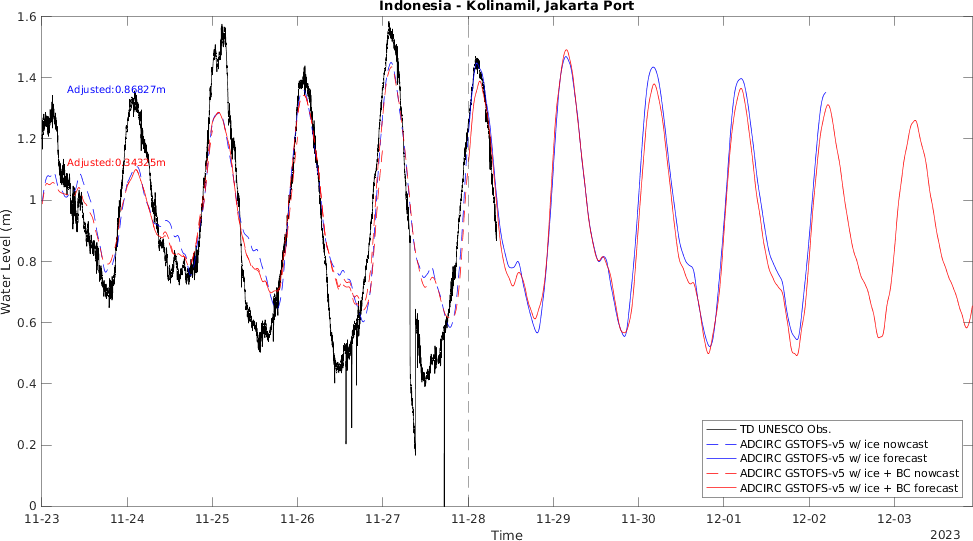 Indonesia - Kolinamil, Jakarta Port
1.6
1.4
1.2
1
0.8
0.6
0.4
0.2
0
Water Level (m)
Adjusted:0.86827m
Adjusted:0.34325m
TD UNESCO Obs.
ADCIRC GSTOFS-v5 w/ ice nowcast
ADCIRC GSTOFS-v5 w/ ice forecast
ADCIRC GSTOFS-v5 w/ ice + BC nowcast
ADCIRC GSTOFS-v5 w/ ice + BC forecast
11-23 11-24 11-25 11-26 11-27 11-28 11-29 11-30 12-01 12-02 12-03
Time
2023